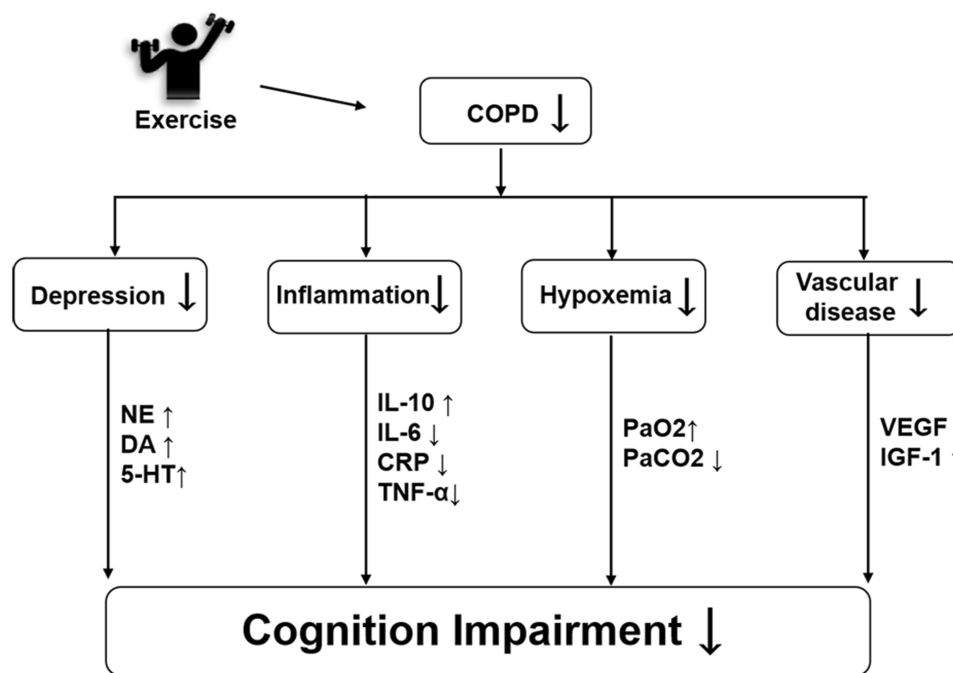 Exercise
COPD ↓
Depression ↓
Inflammation ↓
Hypoxemia ↓
Vascular
disease ↓
NE ↑
DA ↑
5-HT↑
IL-10 ↑
IL-6 ↓
CRP ↓
TNF-α↓
PaO2↑
PaCO2 ↓
VEGF
IGF-1
Cognition Impairment ↓